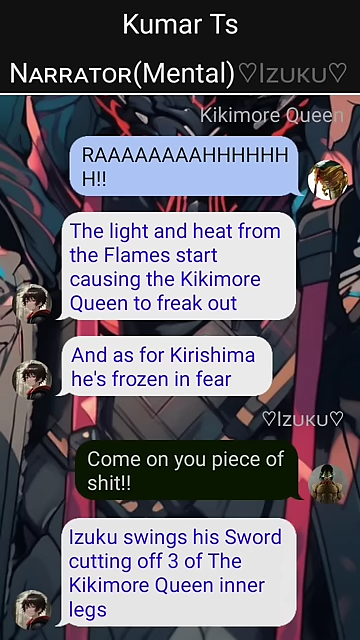 Kumar Ts
Narrator(Mental)♡Izuku♡
Kikimore Queen
RAAAAAAAAHHHHHH
H!!
The light and heat from
the Flames start
causing the Kikimore
Queen to freak out
And as for Kirishima
he's frozen in fear
♡Izuku♡
Come on you piece of
shit!!
Izuku swings his Sword
cutting off 3 of The
Kikimore Queen inner
legs